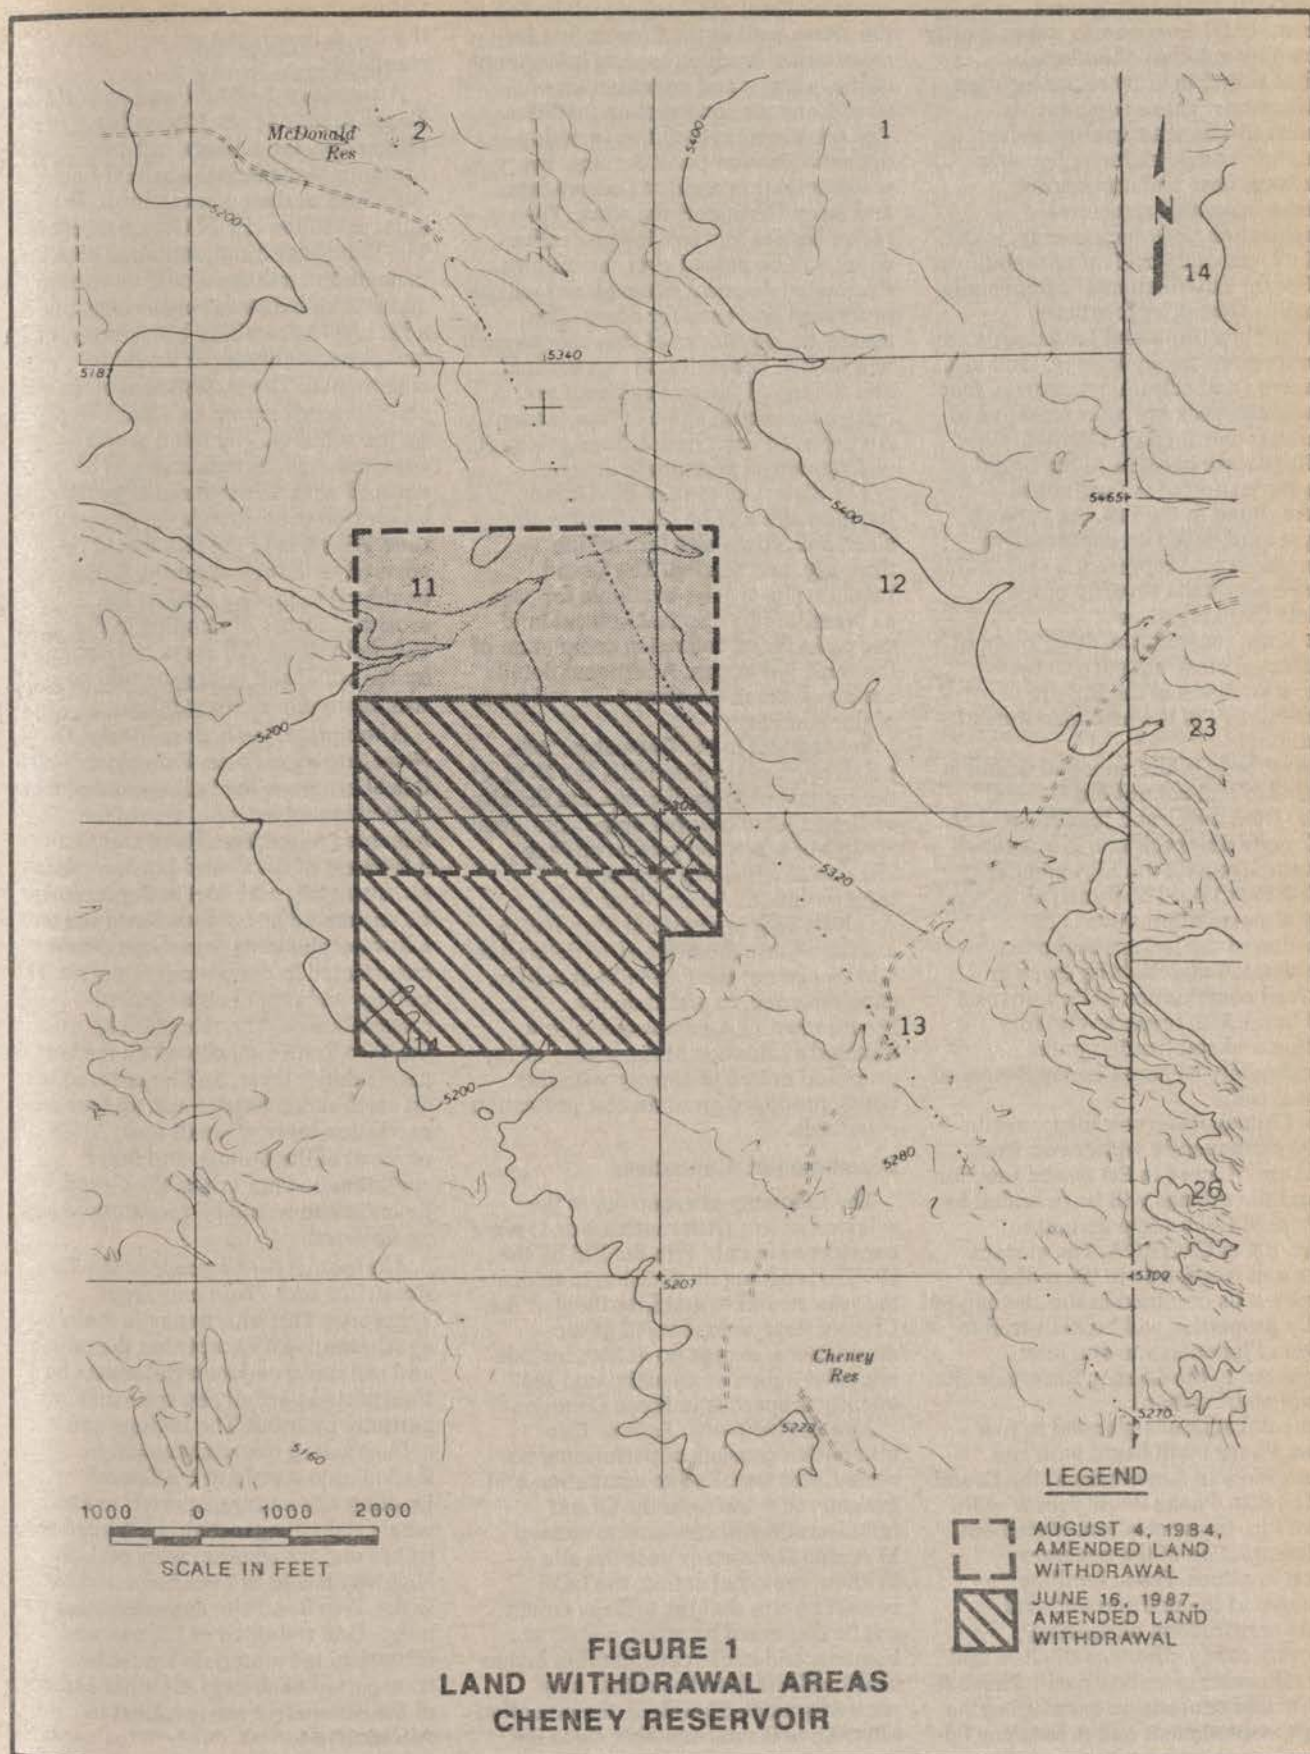 McDonald
Res
2
1
5400
N
14
5200
5340
5187
5465
5400
11
12
5200
23
5320
13
14
5200
5280
26
5207
5300
Cheney
Res
5270
5228
5160
LEGEND
1000 0 1000 2000
SCALE IN FEET
AUGUST 4, 1984,
AMENDED LAND
WITHDRAWAL
JUNE 16, 1987,
AMENDED LAND
WITHDRAWAL
FIGURE 1
LAND WITHDRAWAL AREAS
CHENEY RESERVOIR